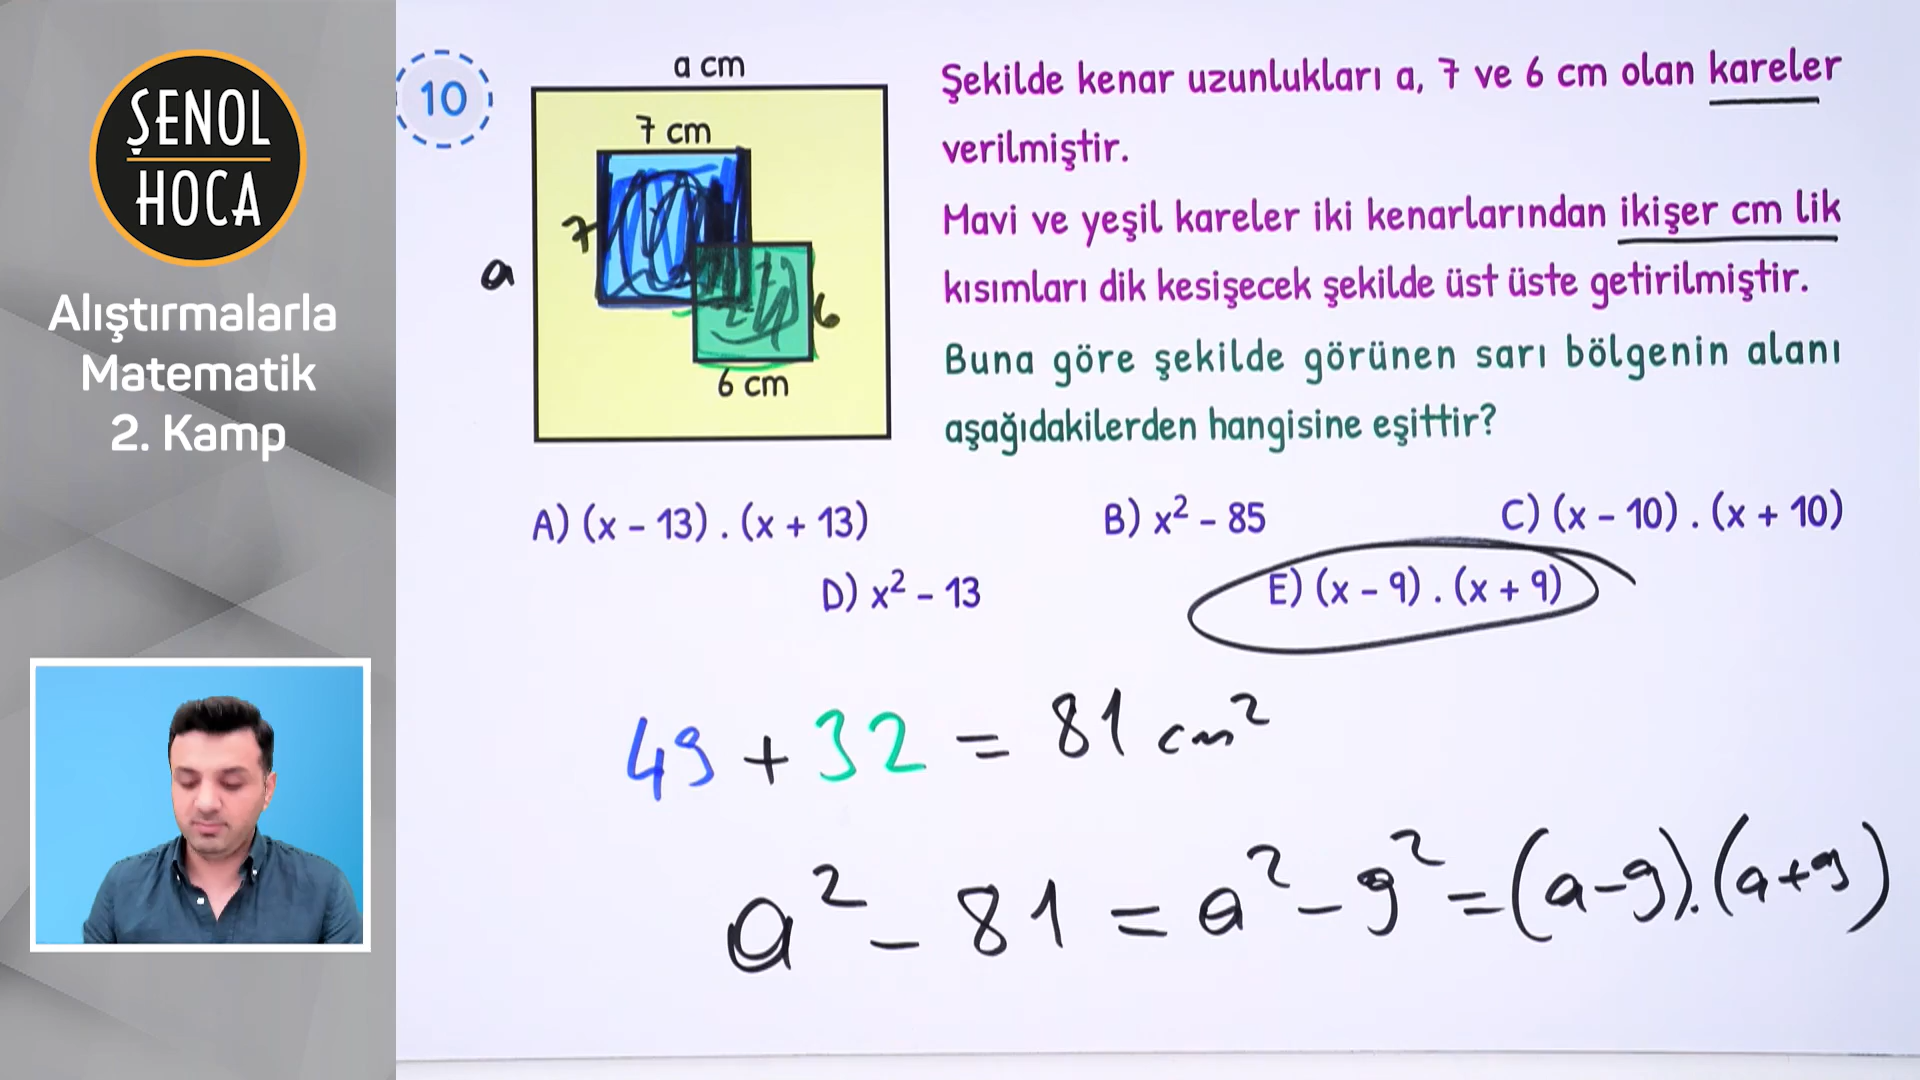 ŞENOL
HOCA
Alıştırmalarla
Matematik
2. Kamp
10
a cm
7 cm
7
a
6
6 cm
Şekilde kenar uzunlukları a, 7 ve 6 cm olan kareler
verilmiştir.
Mavi ve yeşil kareler iki kenarlarından ikişer cm lik
kısımları dik kesişecek şekilde üst üste getirilmiştir.
Buna göre şekilde görünen sarı bölgenin alanı
aşağıdakilerden hangisine eşittir?
A) (x - 13) . (x + 13)
B) x² - 85
C) (x - 10) . (x + 10)
D) x² - 13
E) (x - 9) . (x + 9)
49 + 32 = 81 cm²
a² - 81 = a² - 9² = (a-9).(a+9)